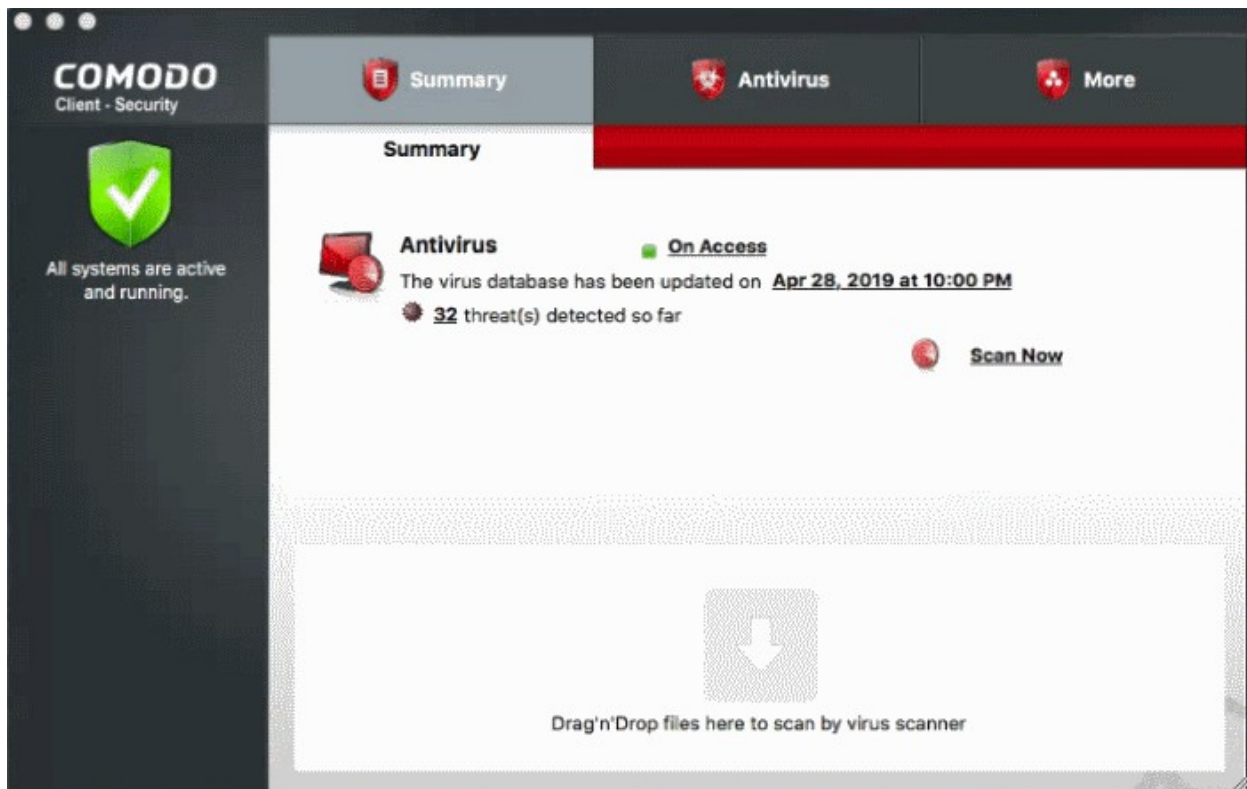 COMODO
Client - Security
Summary
Antivirus
More
Summary
All systems are active
and running.
Antivirus
On Access
The virus database has been updated on Apr 28, 2019 at 10:00 PM
32 threat(s) detected so far
Scan Now
Drag'n'Drop files here to scan by virus scanner